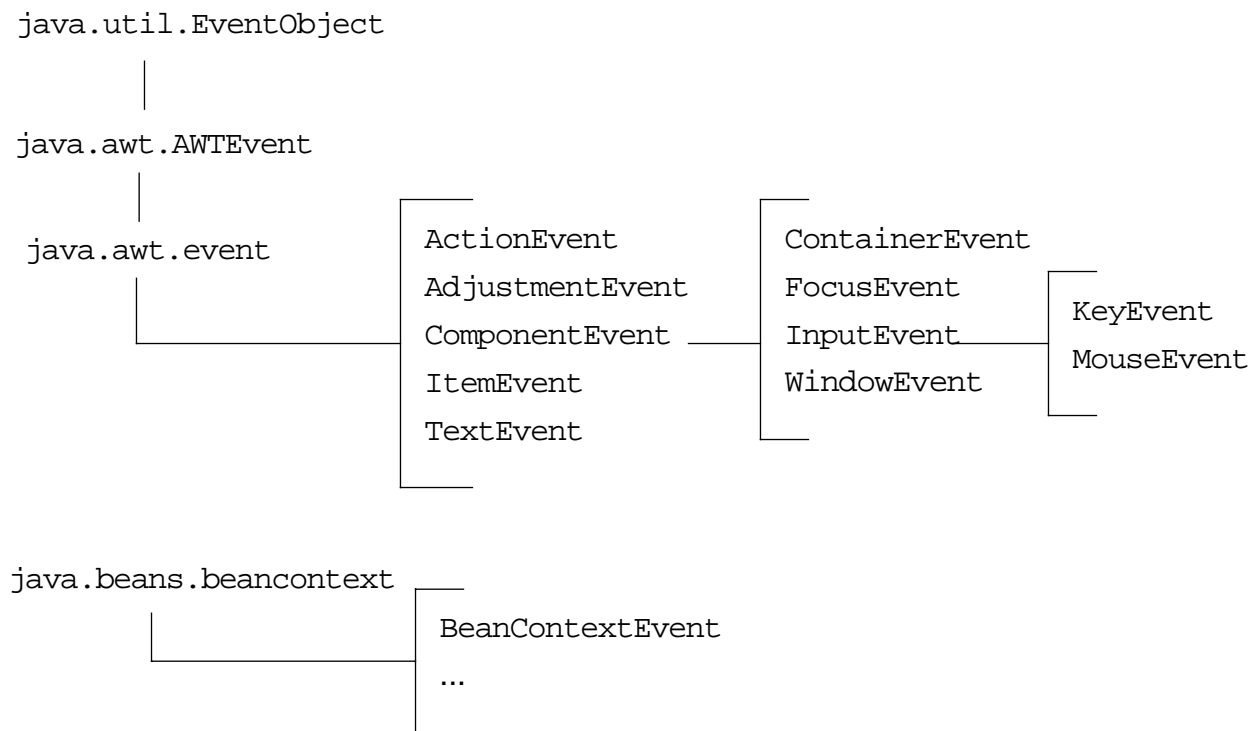 java.util.EventObject
java.awt.AWTEvent
java.awt.event
ActionEvent
AdjustmentEvent
ComponentEvent
ItemEvent
TextEvent
ContainerEvent
FocusEvent
InputEvent
WindowEvent
KeyEvent
MouseEvent
java.beans.beancontext
BeanContextEvent
...